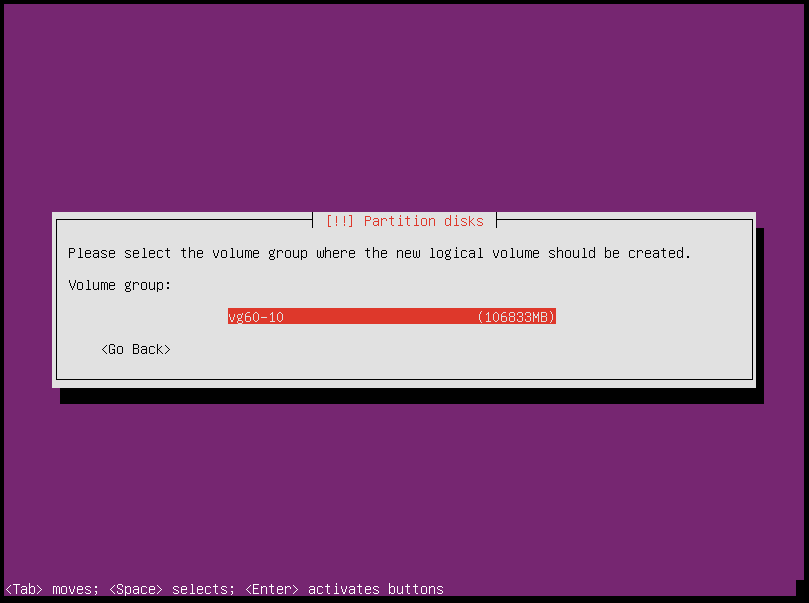 [!!] Partition disks
Please select the volume group where the new logical volume should be created.
Volume group:
vg60-10 (106833MB)
<Go Back>
<Tab> moves; <Space> selects; <Enter> activates buttons